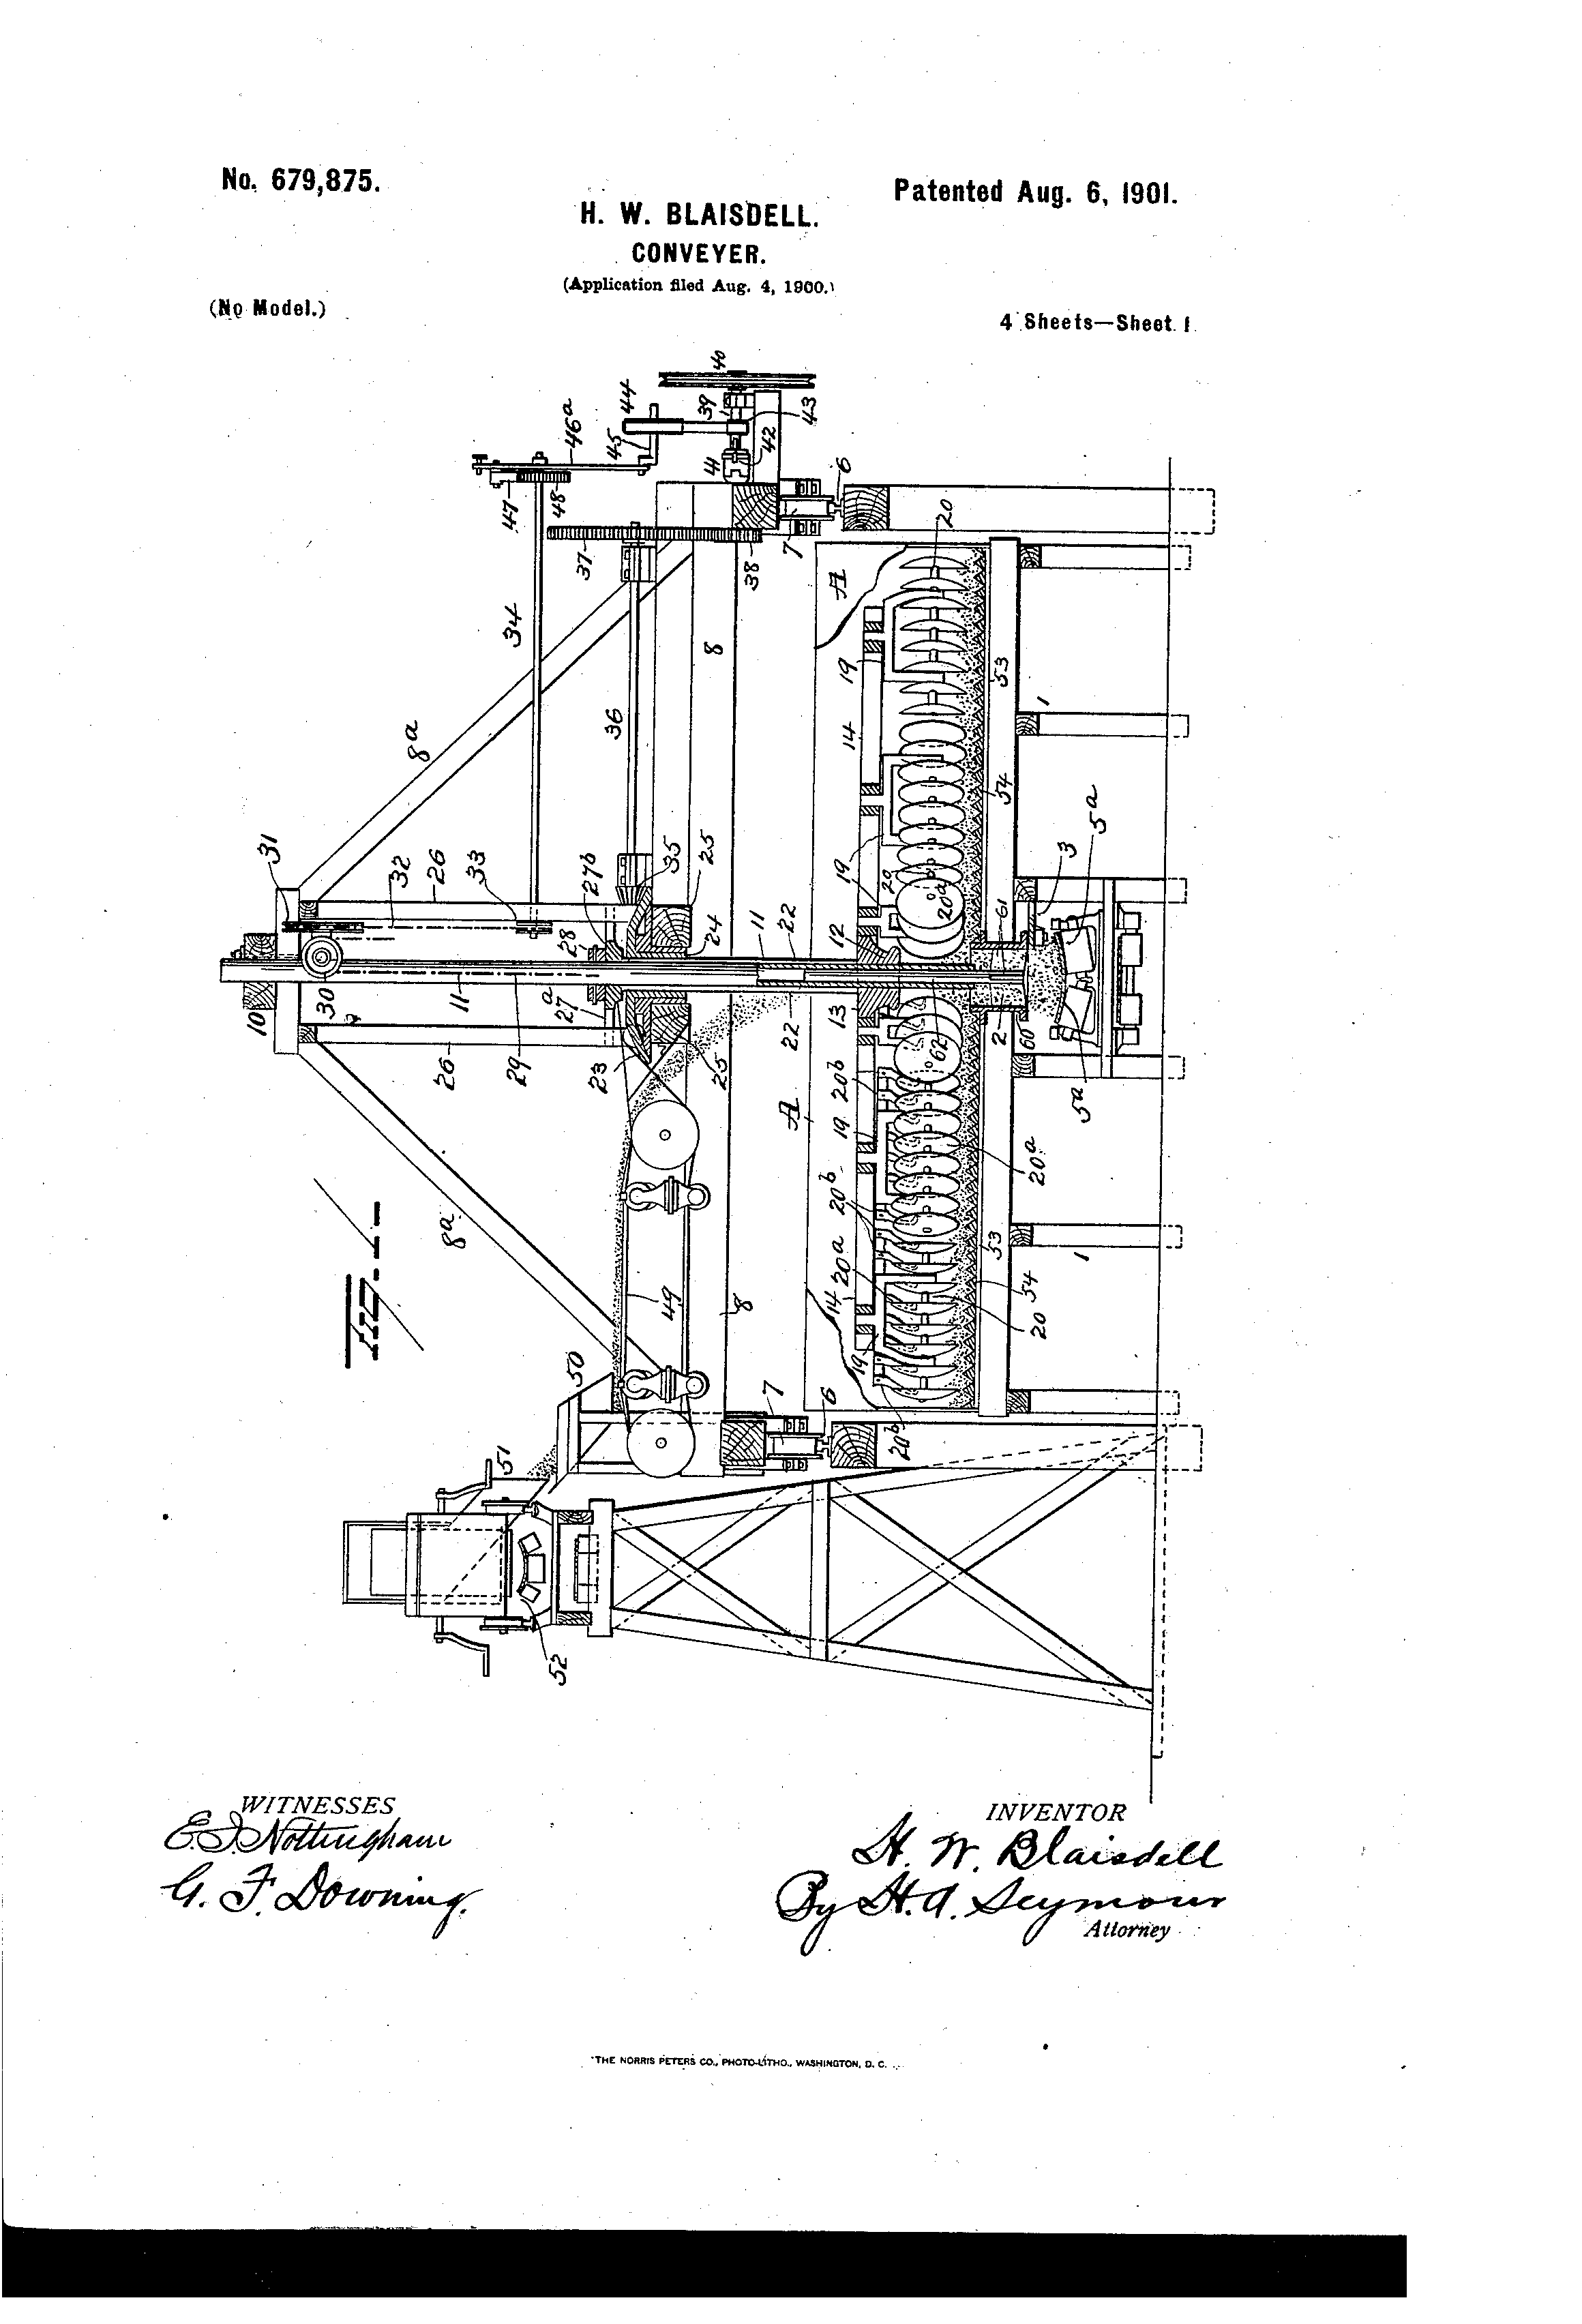 No. 679,875.
Patented Aug. 6, 1901.
H. W. BLAISDELL.
CONVEYER.
(Application filed Aug. 4, 1900.)
(No Model.)
4 Sheets—Sheet 1
40
44
39
43
46a
45
42
41
47
48
6
7
37
38
20
A
34
8
19
53
1
36
8a
14
54
5a
31
32
26
33
27b
35
25
19
20
20a
3
28
24
11
22
12
61
10
30
11
29
27a
22
13
62
2
60
26
23
25
A
20b
19
5a
20a
8a
20b
20a
53
1
49
8
14
54
20
19
50
7
6
20b
51
52
FIG. 1.
WITNESSES
E. J. Nottingham
G. F. Downing.
INVENTOR
H. W. Blaisdell
By H. A. Seymour
Attorney
THE NORRIS PETERS CO., PHOTO-LITHO., WASHINGTON, D. C.